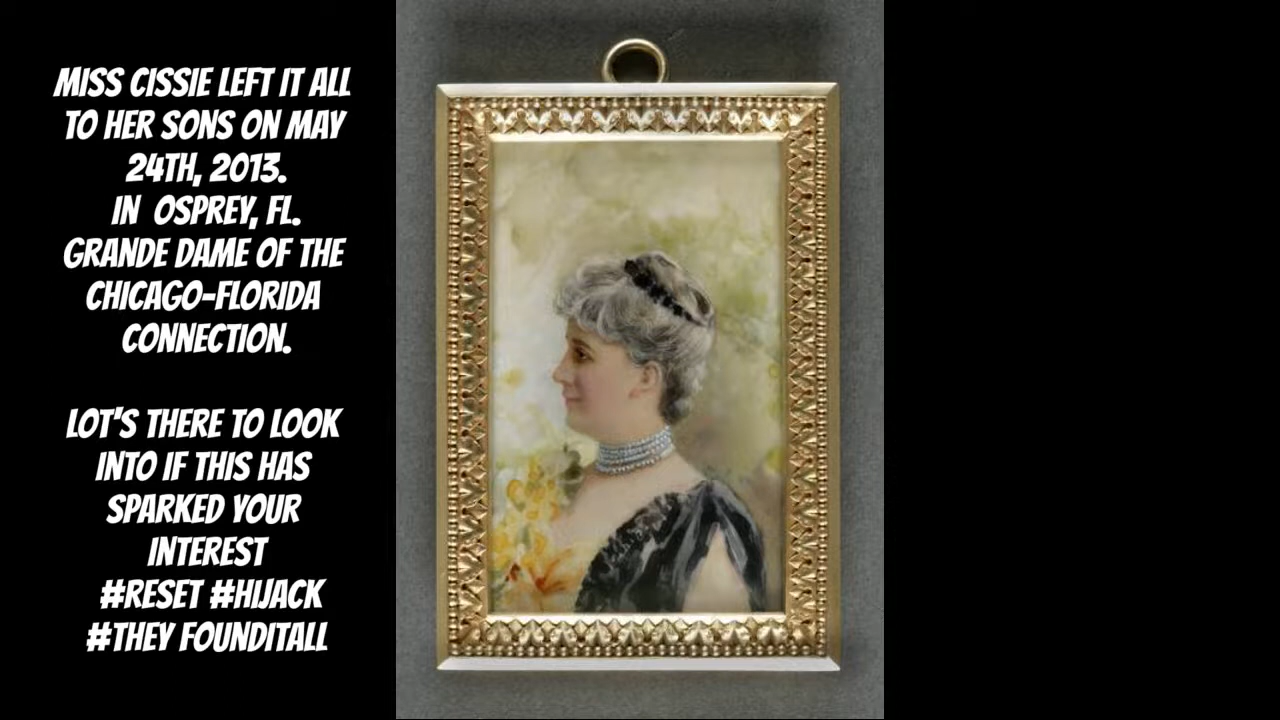 MISS CISSIE LEFT IT ALL
TO HER SONS ON MAY
24TH, 2013.
IN OSPREY, FL.
GRANDE DAME OF THE
CHICAGO-FLORIDA
CONNECTION.
LOT'S THERE TO LOOK
INTO IF THIS HAS
SPARKED YOUR
INTEREST
#RESET #HIJACK
#THEY FOUNDITALL